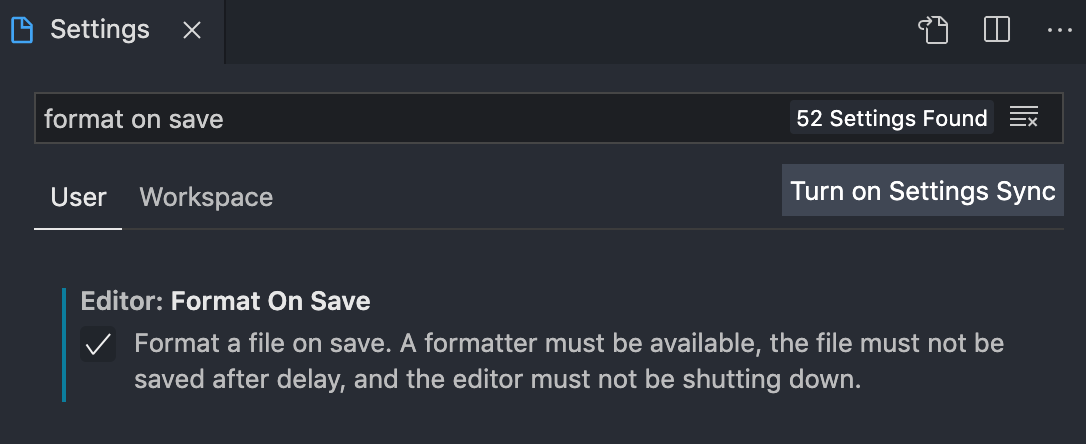 Settings
format on save
52 Settings Found
User Workspace
Turn on Settings Sync
Editor: Format On Save
Format a file on save. A formatter must be available, the file must not be
saved after delay, and the editor must not be shutting down.